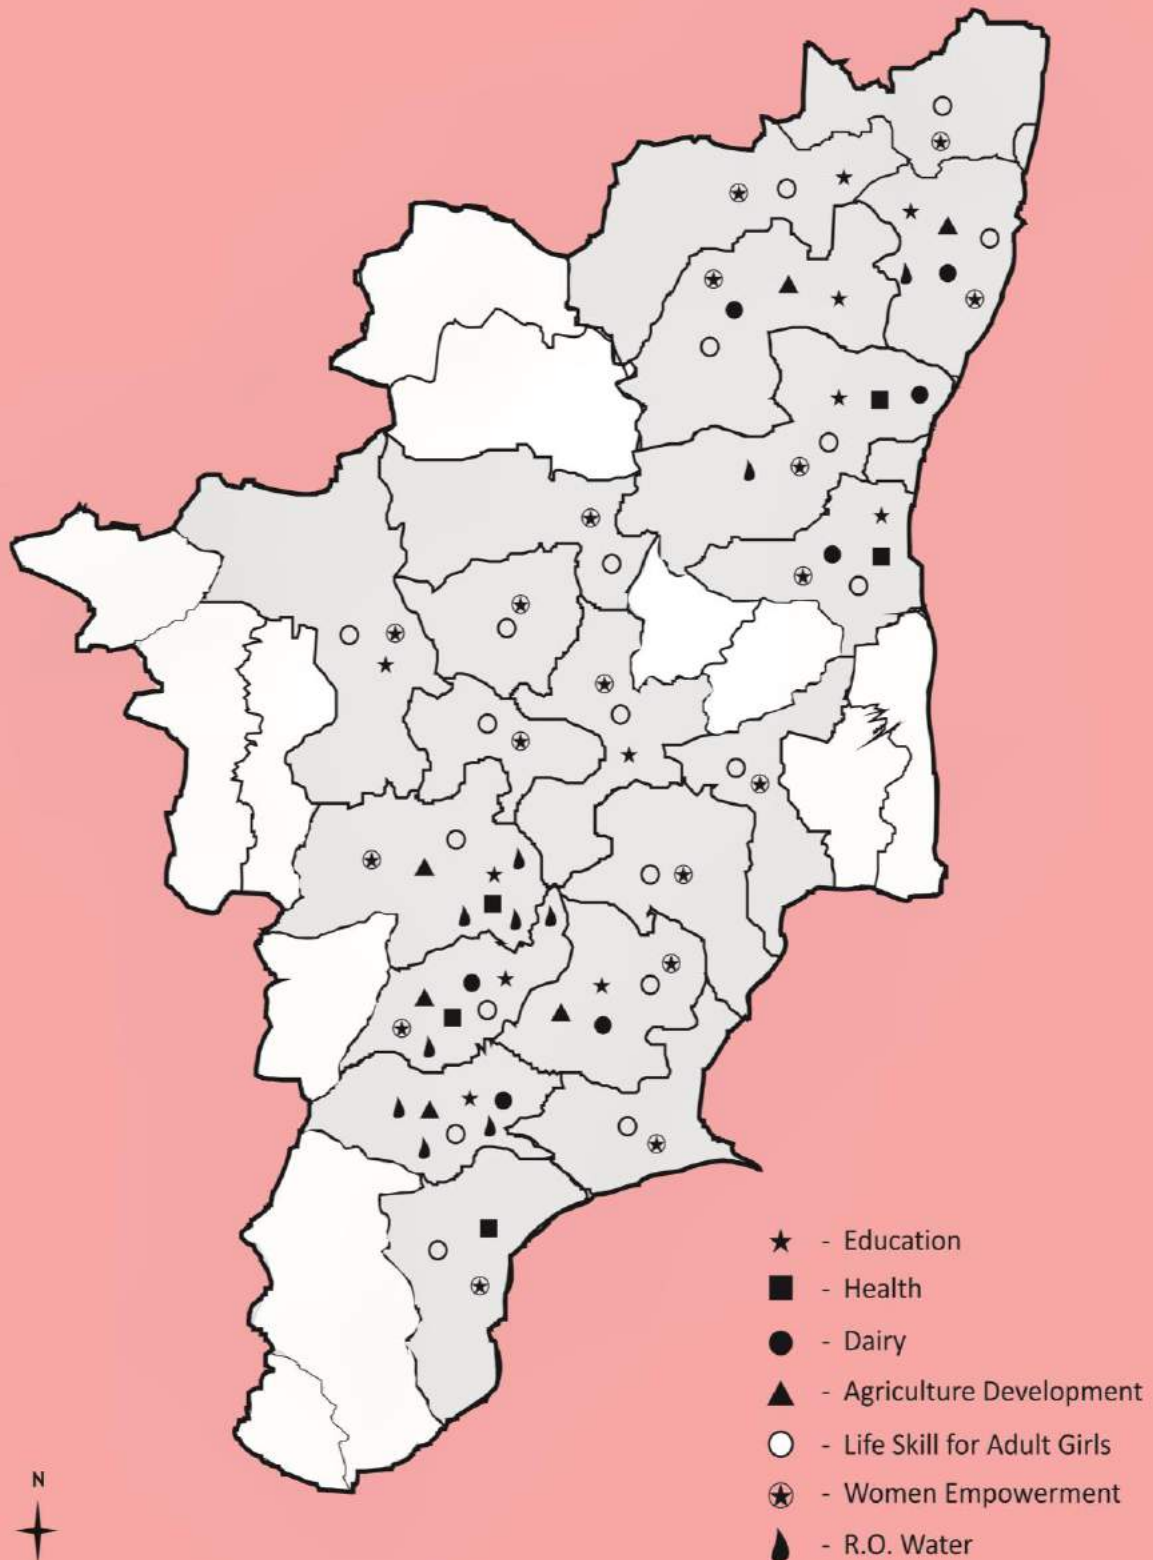 - Education
- Health
- Dairy
- Agriculture Development
- Life Skill for Adult Girls
- Women Empowerment
- R.O. Water
N